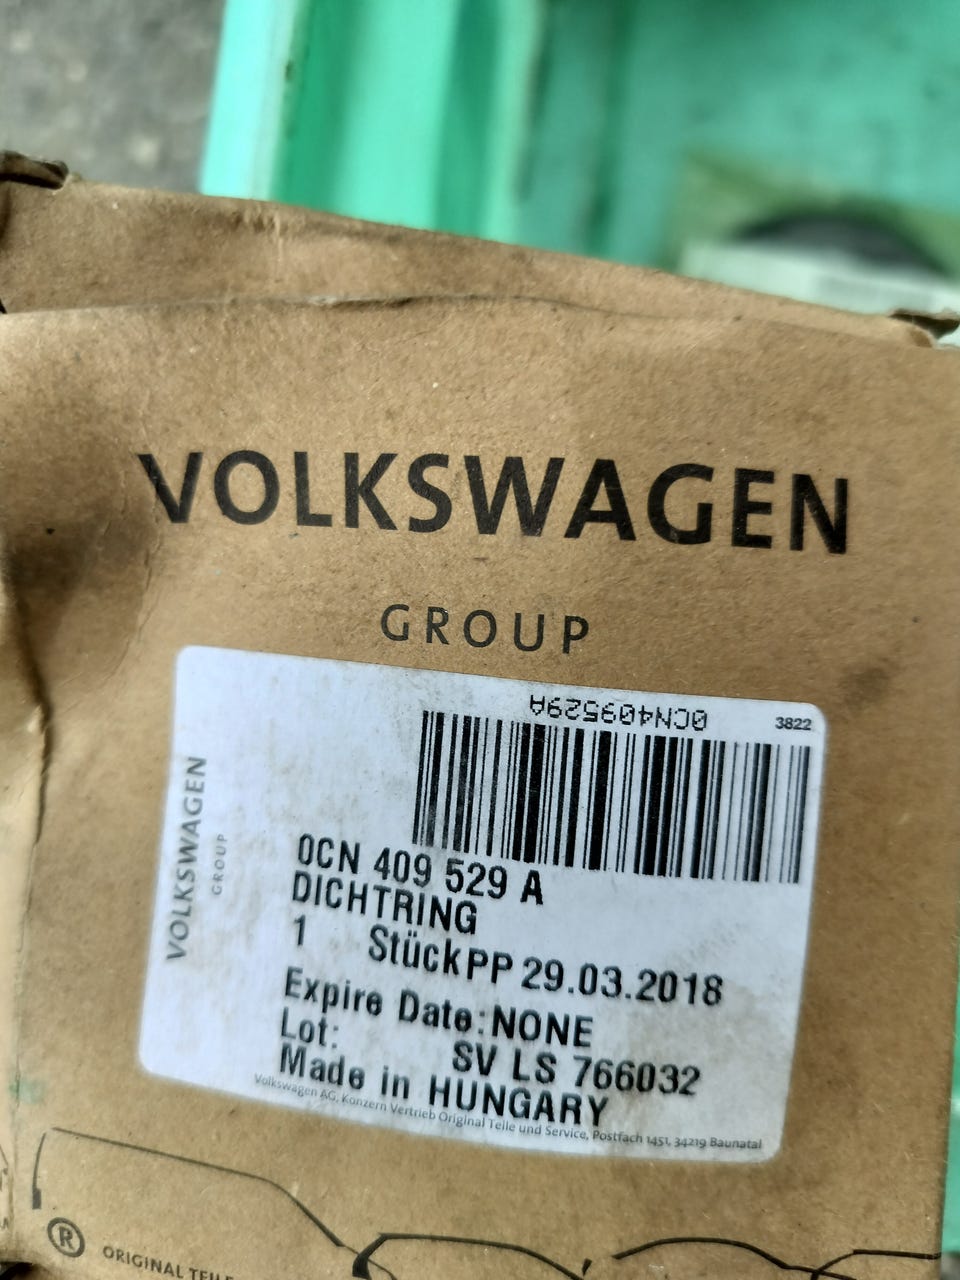 VOLKSWAGEN
GROUP
0CN409529A
3822
VOLKSWAGEN
GROUP
0CN 409 529 A
DICHTRING
1 Stück PP 29.03.2018
Expire Date: NONE
Lot: SV LS 766032
Made in HUNGARY
Volkswagen AG, Konzern Vertrieb Original Teile und Service, Postfach 1451, 34219 Baunatal
®
ORIGINAL TEILE